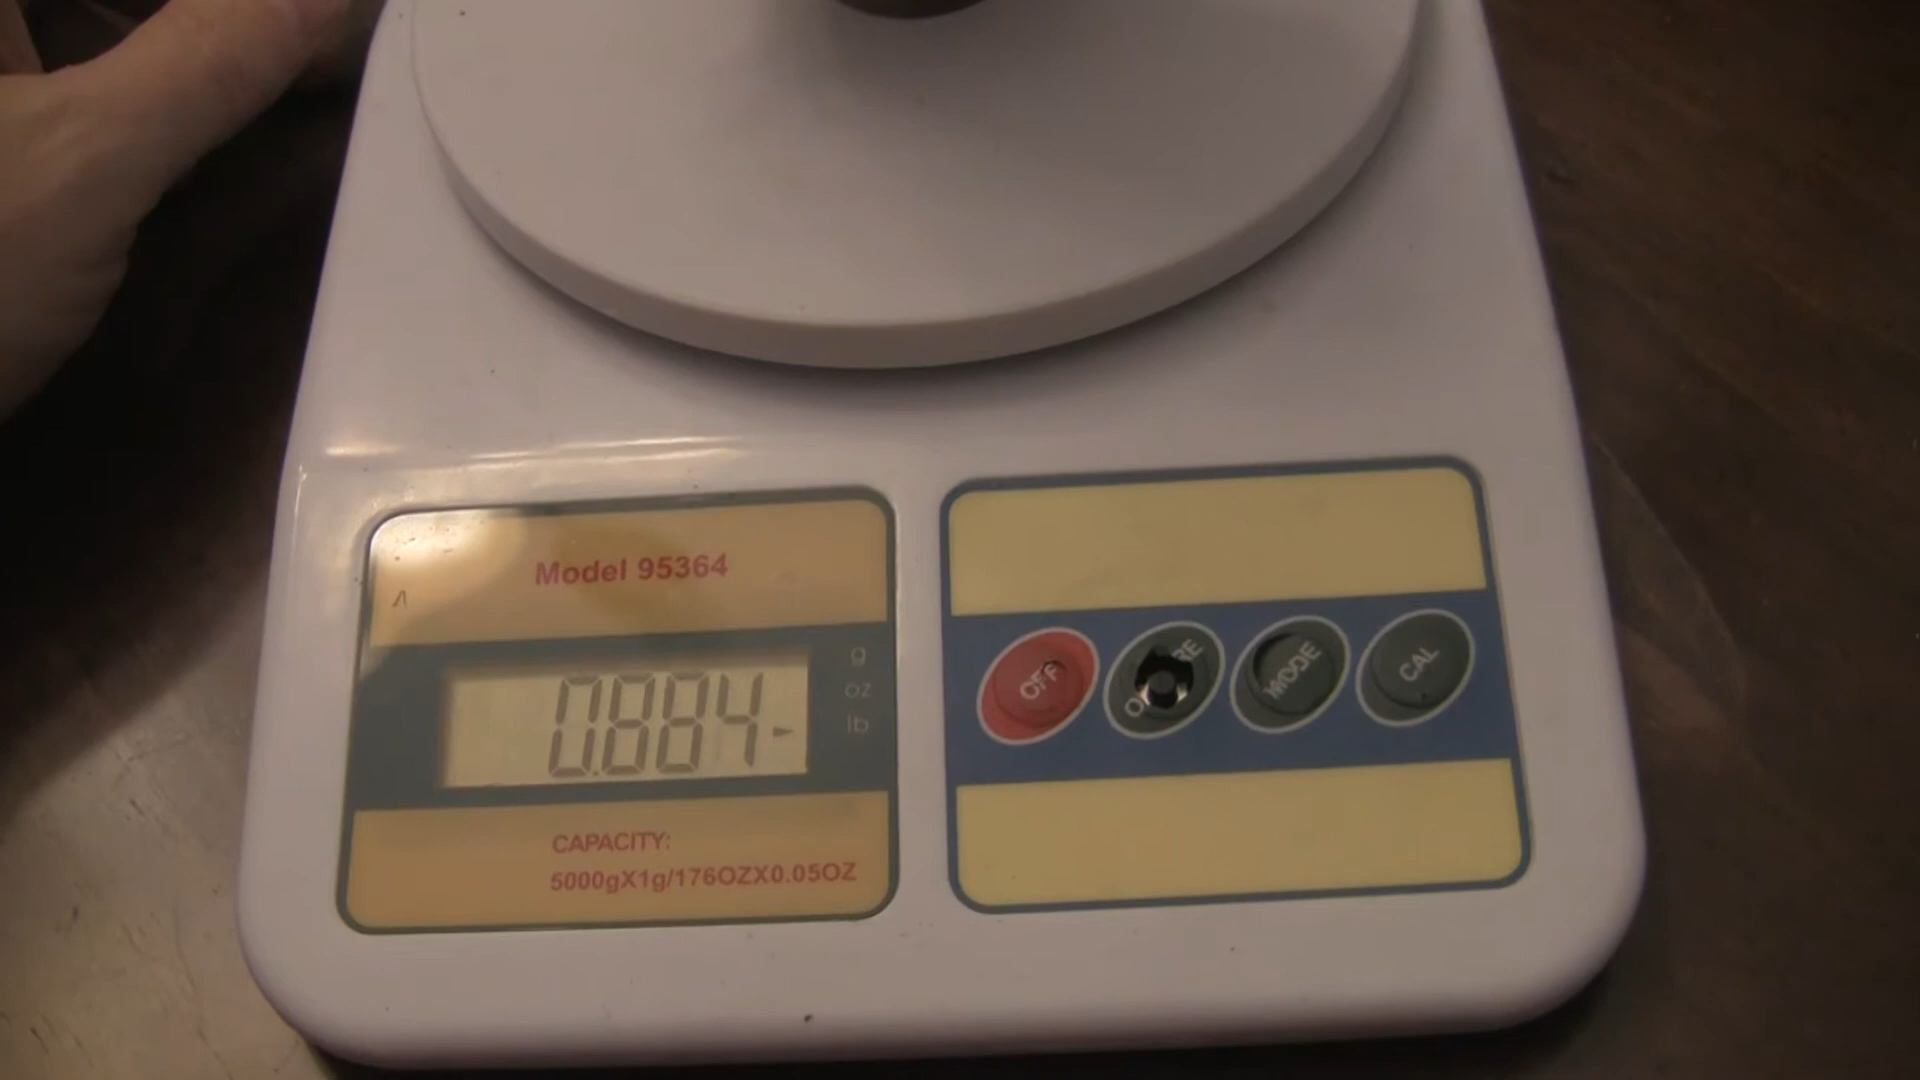 Model 95364
g
oz
lb
0.884
CAPACITY:
5000gX1g/176OZX0.05OZ
OFF
MODE
CAL